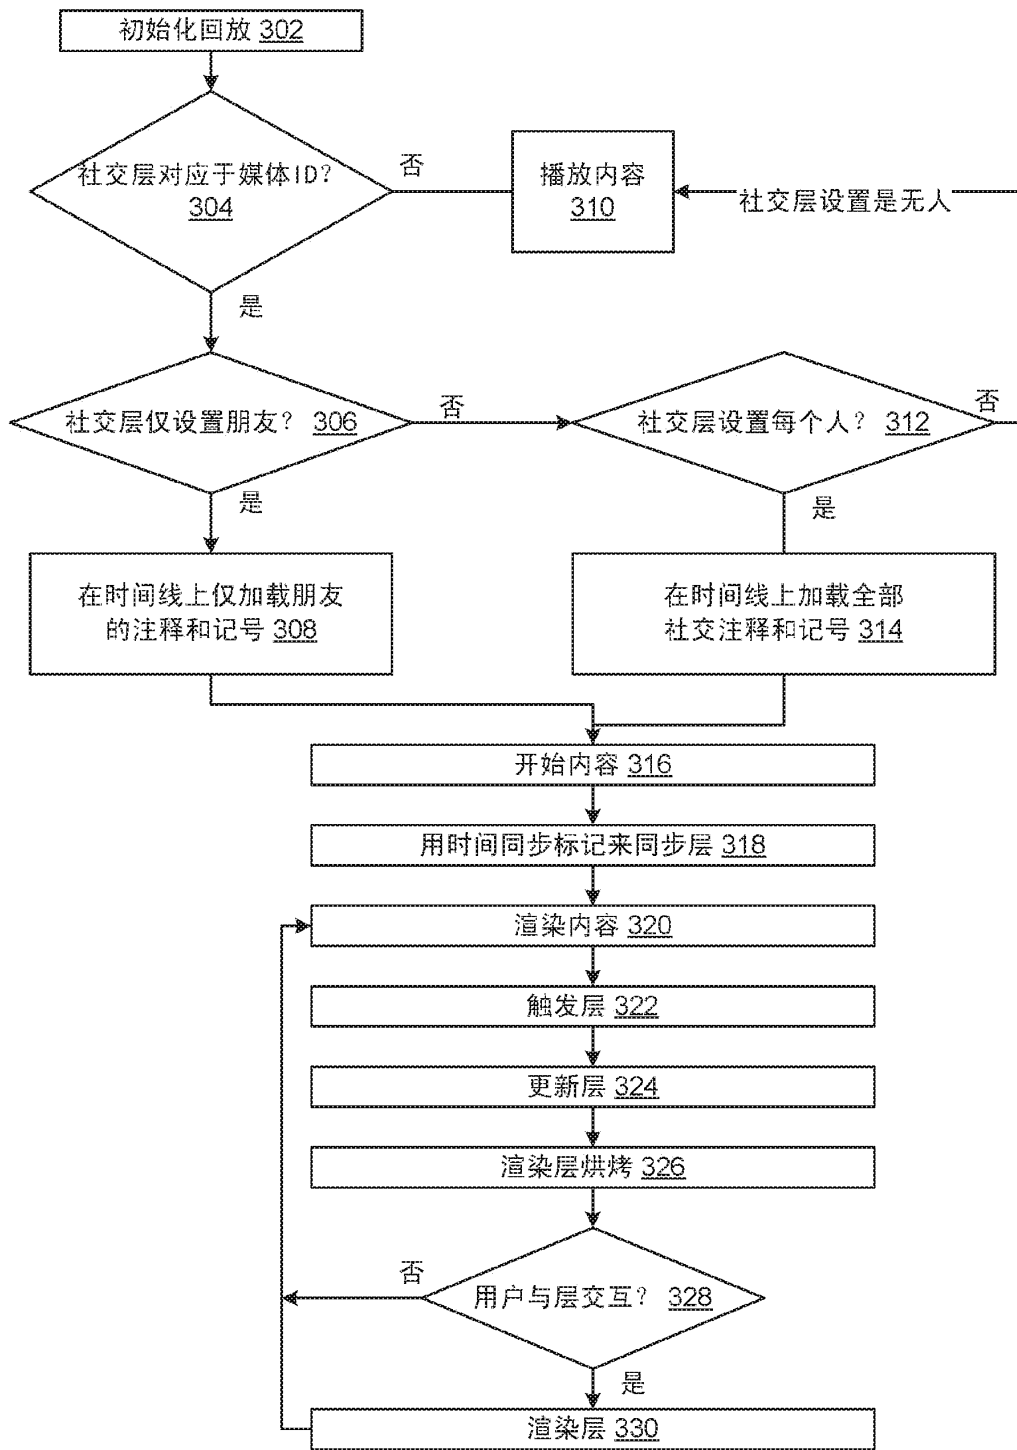 初始化回放 302
社交层对应于媒体ID?
304
否
播放内容
310
社交层设置是无人
是
社交层仅设置朋友? 306
否
社交层设置每个人? 312
否
是
是
在时间线上仅加载朋友
的注释和记号 308
在时间线上加载全部
社交注释和记号 314
开始内容 316
用时间同步标记来同步层 318
渲染内容 320
触发层 322
更新层 324
渲染层烘烤 326
否
用户与层交互? 328
是
渲染层 330